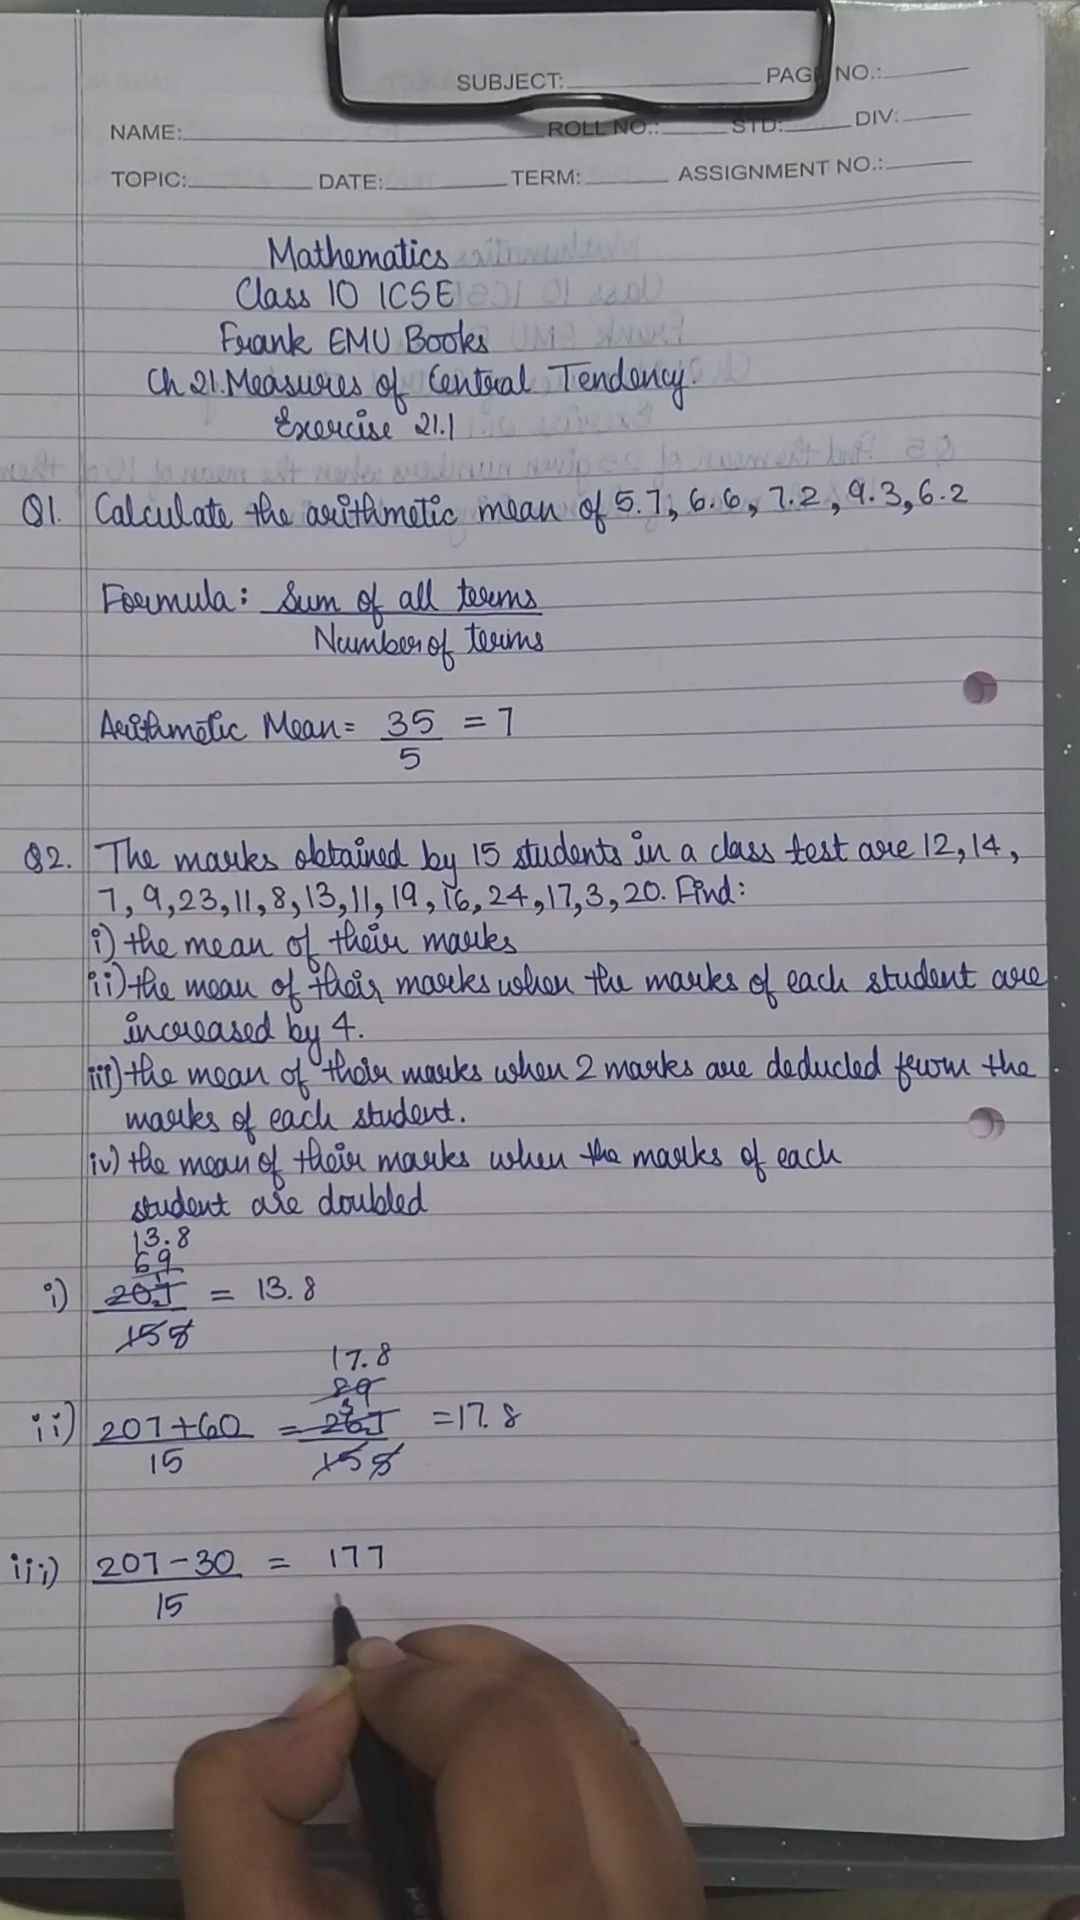 SUBJECT: PAGE NO.:
NAME: ROLL NO.: STD: DIV:
TOPIC: DATE: TERM: ASSIGNMENT NO.:
Mathematics
Class 10 ICSE
Frank EMU Books
Ch 21. Measures of Central Tendency.
Exercise 21.1
Q1. Calculate the arithmetic mean of 5.7, 6.6, 7.2, 9.3, 6.2
Formula: Sum of all terms
Number of terms
Arithmetic Mean = 35 = 7
5
Q2. The marks obtained by 15 students in a class test are 12, 14,
7, 9, 23, 11, 8, 13, 11, 19, 16, 24, 17, 3, 20. Find:
i) the mean of their marks
ii) the mean of their marks when the marks of each student are
increased by 4.
iii) the mean of their marks when 2 marks are deducted from the
marks of each student.
iv) the mean of their marks when the marks of each
student are doubled
13.8
69
i) 207 = 13.8
15 5
17.8
89
ii) 207+60 = 267 = 17.8
15 15 5
iii) 207-30 = 177
15